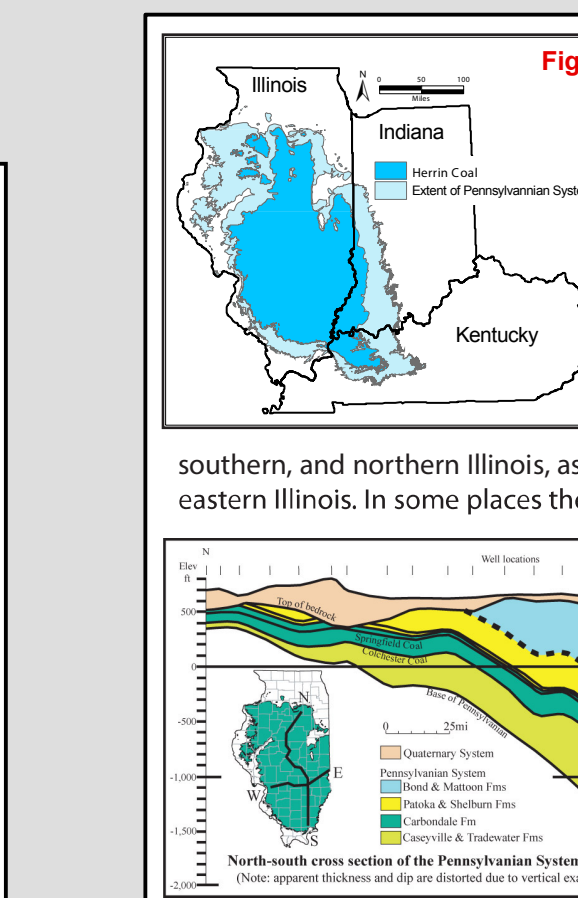 Fig
Illinois
N
0 50 100
Miles
Indiana
Herrin Coal
Extent of Pennsylvannian Syst
Kentucky
southern, and northern Illinois, as
eastern Illinois. In some places the
N
Well locations
Elev
ft
500
Top of bedrock
Springfield Coal
Colchester Coal
0
Base of Pennsylvanian
N
-500
0 25mi
Quaternary System
E
Pennsylvanian System
-1,000
Bond & Mattoon Fms
W
Patoka & Shelburn Fms
Carbondale Fm
-1,500
S
Caseyville & Tradewater Fms
North-south cross section of the Pennsylvanian System
(Note: apparent thickness and dip are distorted due to vertical exa
-2,000